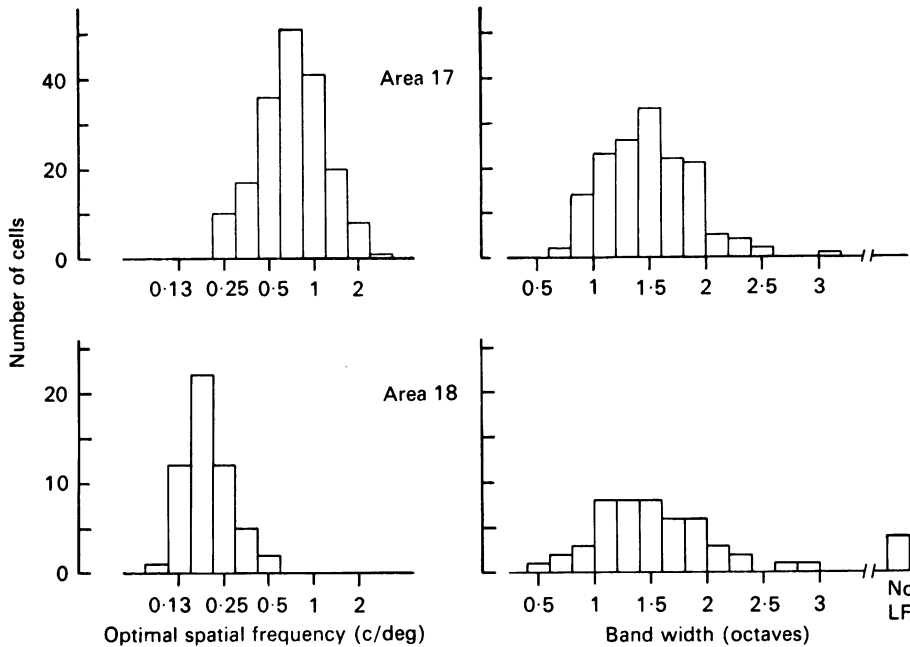 Number of cells
40
20
0
Area 17
0·13 0·25 0·5 1 2
0·5 1 1·5 2 2·5 3
20
10
0
Area 18
0·13 0·25 0·5 1 2
Optimal spatial frequency (c/deg)
0·5 1 1·5 2 2·5 3
Band width (octaves)
No
LF